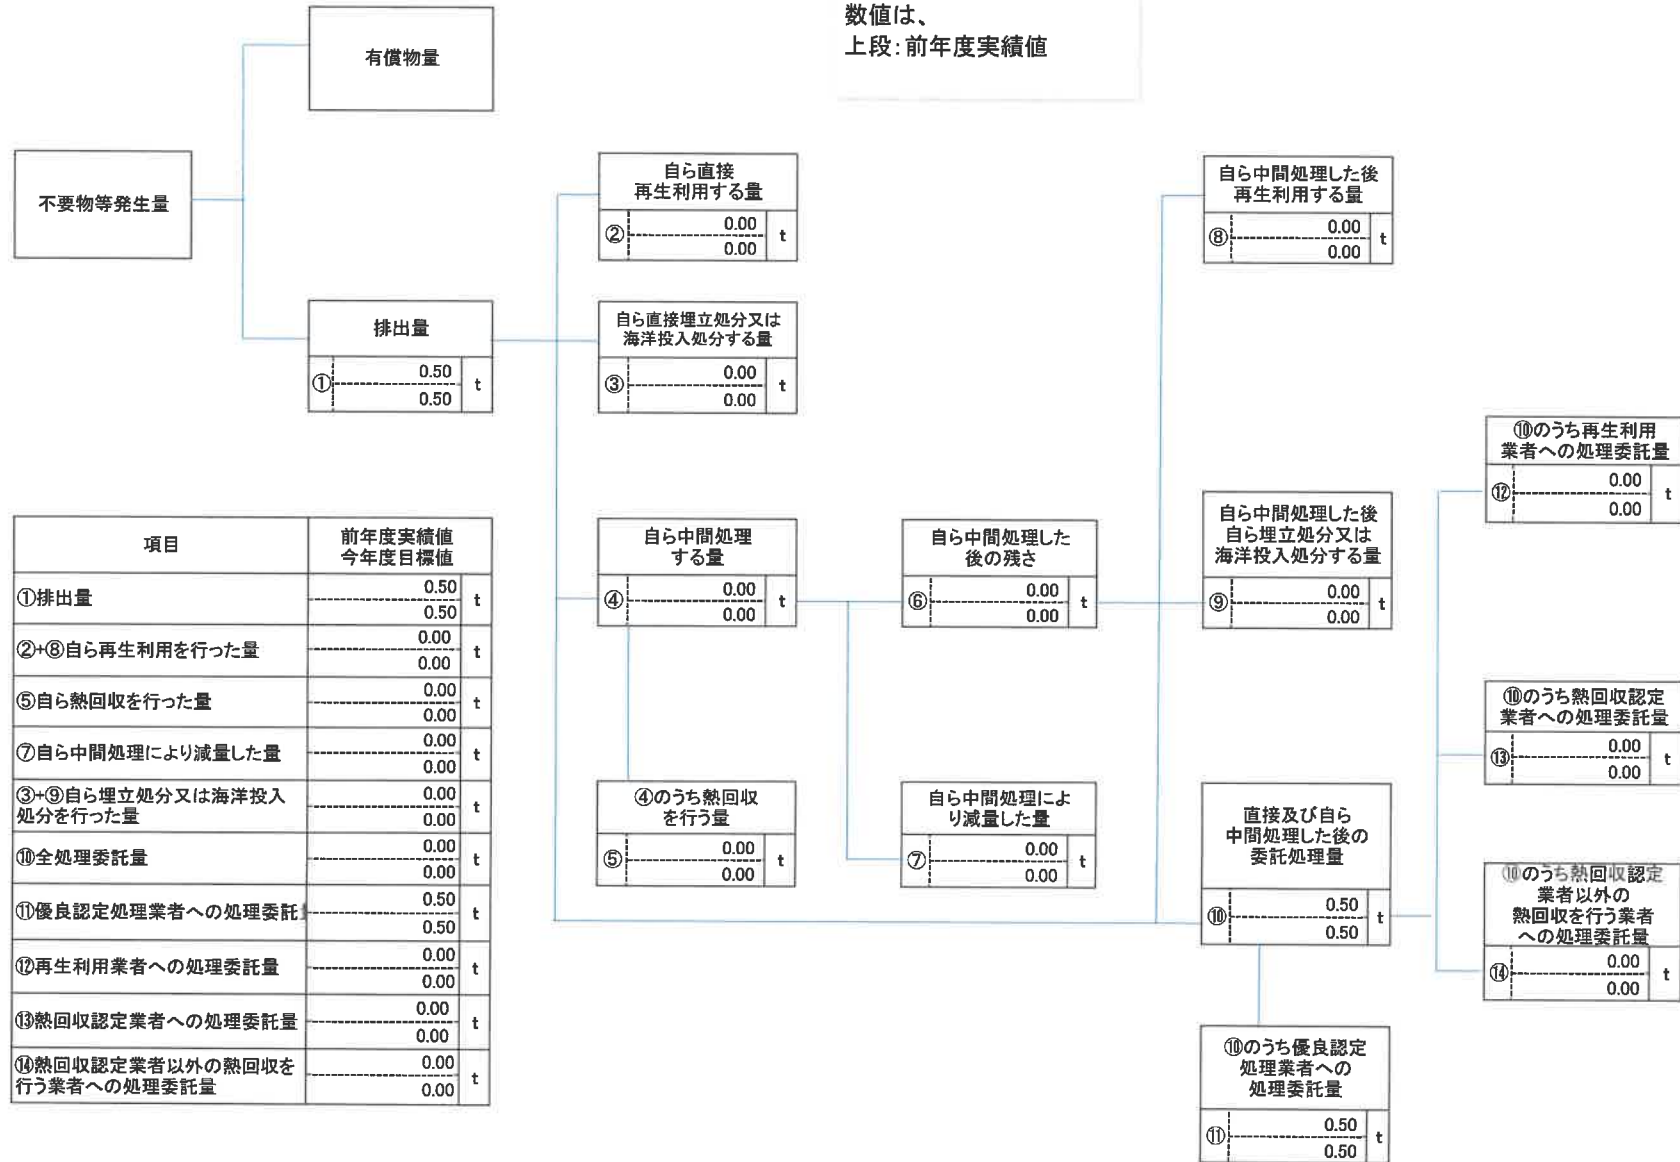 数値は、
上段：前年度実績値
有償物量
不要物等発生量
排出量
①
0.50
0.50
t
自ら直接
再生利用する量
②
0.00
0.00
t
自ら直接埋立処分又は
海洋投入処分する量
③
0.00
0.00
t
自ら中間処理した後
再生利用する量
⑧
0.00
0.00
t
⑩のうち再生利用
業者への処理委託量
⑫
0.00
0.00
t
自ら中間処理
する量
④
0.00
0.00
t
自ら中間処理した
後の残さ
⑥
0.00
0.00
t
自ら中間処理した後
自ら埋立処分又は
海洋投入処分する量
⑨
0.00
0.00
t
⑩のうち熱回収認定
業者への処理委託量
⑬
0.00
0.00
t
④のうち熱回収
を行う量
⑤
0.00
0.00
t
自ら中間処理によ
り減量した量
⑦
0.00
0.00
t
直接及び自ら
中間処理した後の
委託処理量
⑩
0.50
0.50
t
⑩のうち熱回収認定
業者以外の
熱回収を行う業者
への処理委託量
⑭
0.00
0.00
t
⑩のうち優良認定
処理業者への
処理委託量
⑪
0.50
0.50
t
項目
前年度実績値
今年度目標値
①排出量
0.50
0.50
t
②+⑧自ら再生利用を行った量
0.00
0.00
t
⑤自ら熱回収を行った量
0.00
0.00
t
⑦自ら中間処理により減量した量
0.00
0.00
t
③+⑨自ら埋立処分又は海洋投入
処分を行った量
0.00
0.00
t
⑩全処理委託量
0.00
0.00
t
⑪優良認定処理業者への処理委託
0.50
0.50
t
⑫再生利用業者への処理委託量
0.00
0.00
t
⑬熱回収認定業者への処理委託量
0.00
0.00
t
⑭熱回収認定業者以外の熱回収を
行う業者への処理委託量
0.00
0.00
t